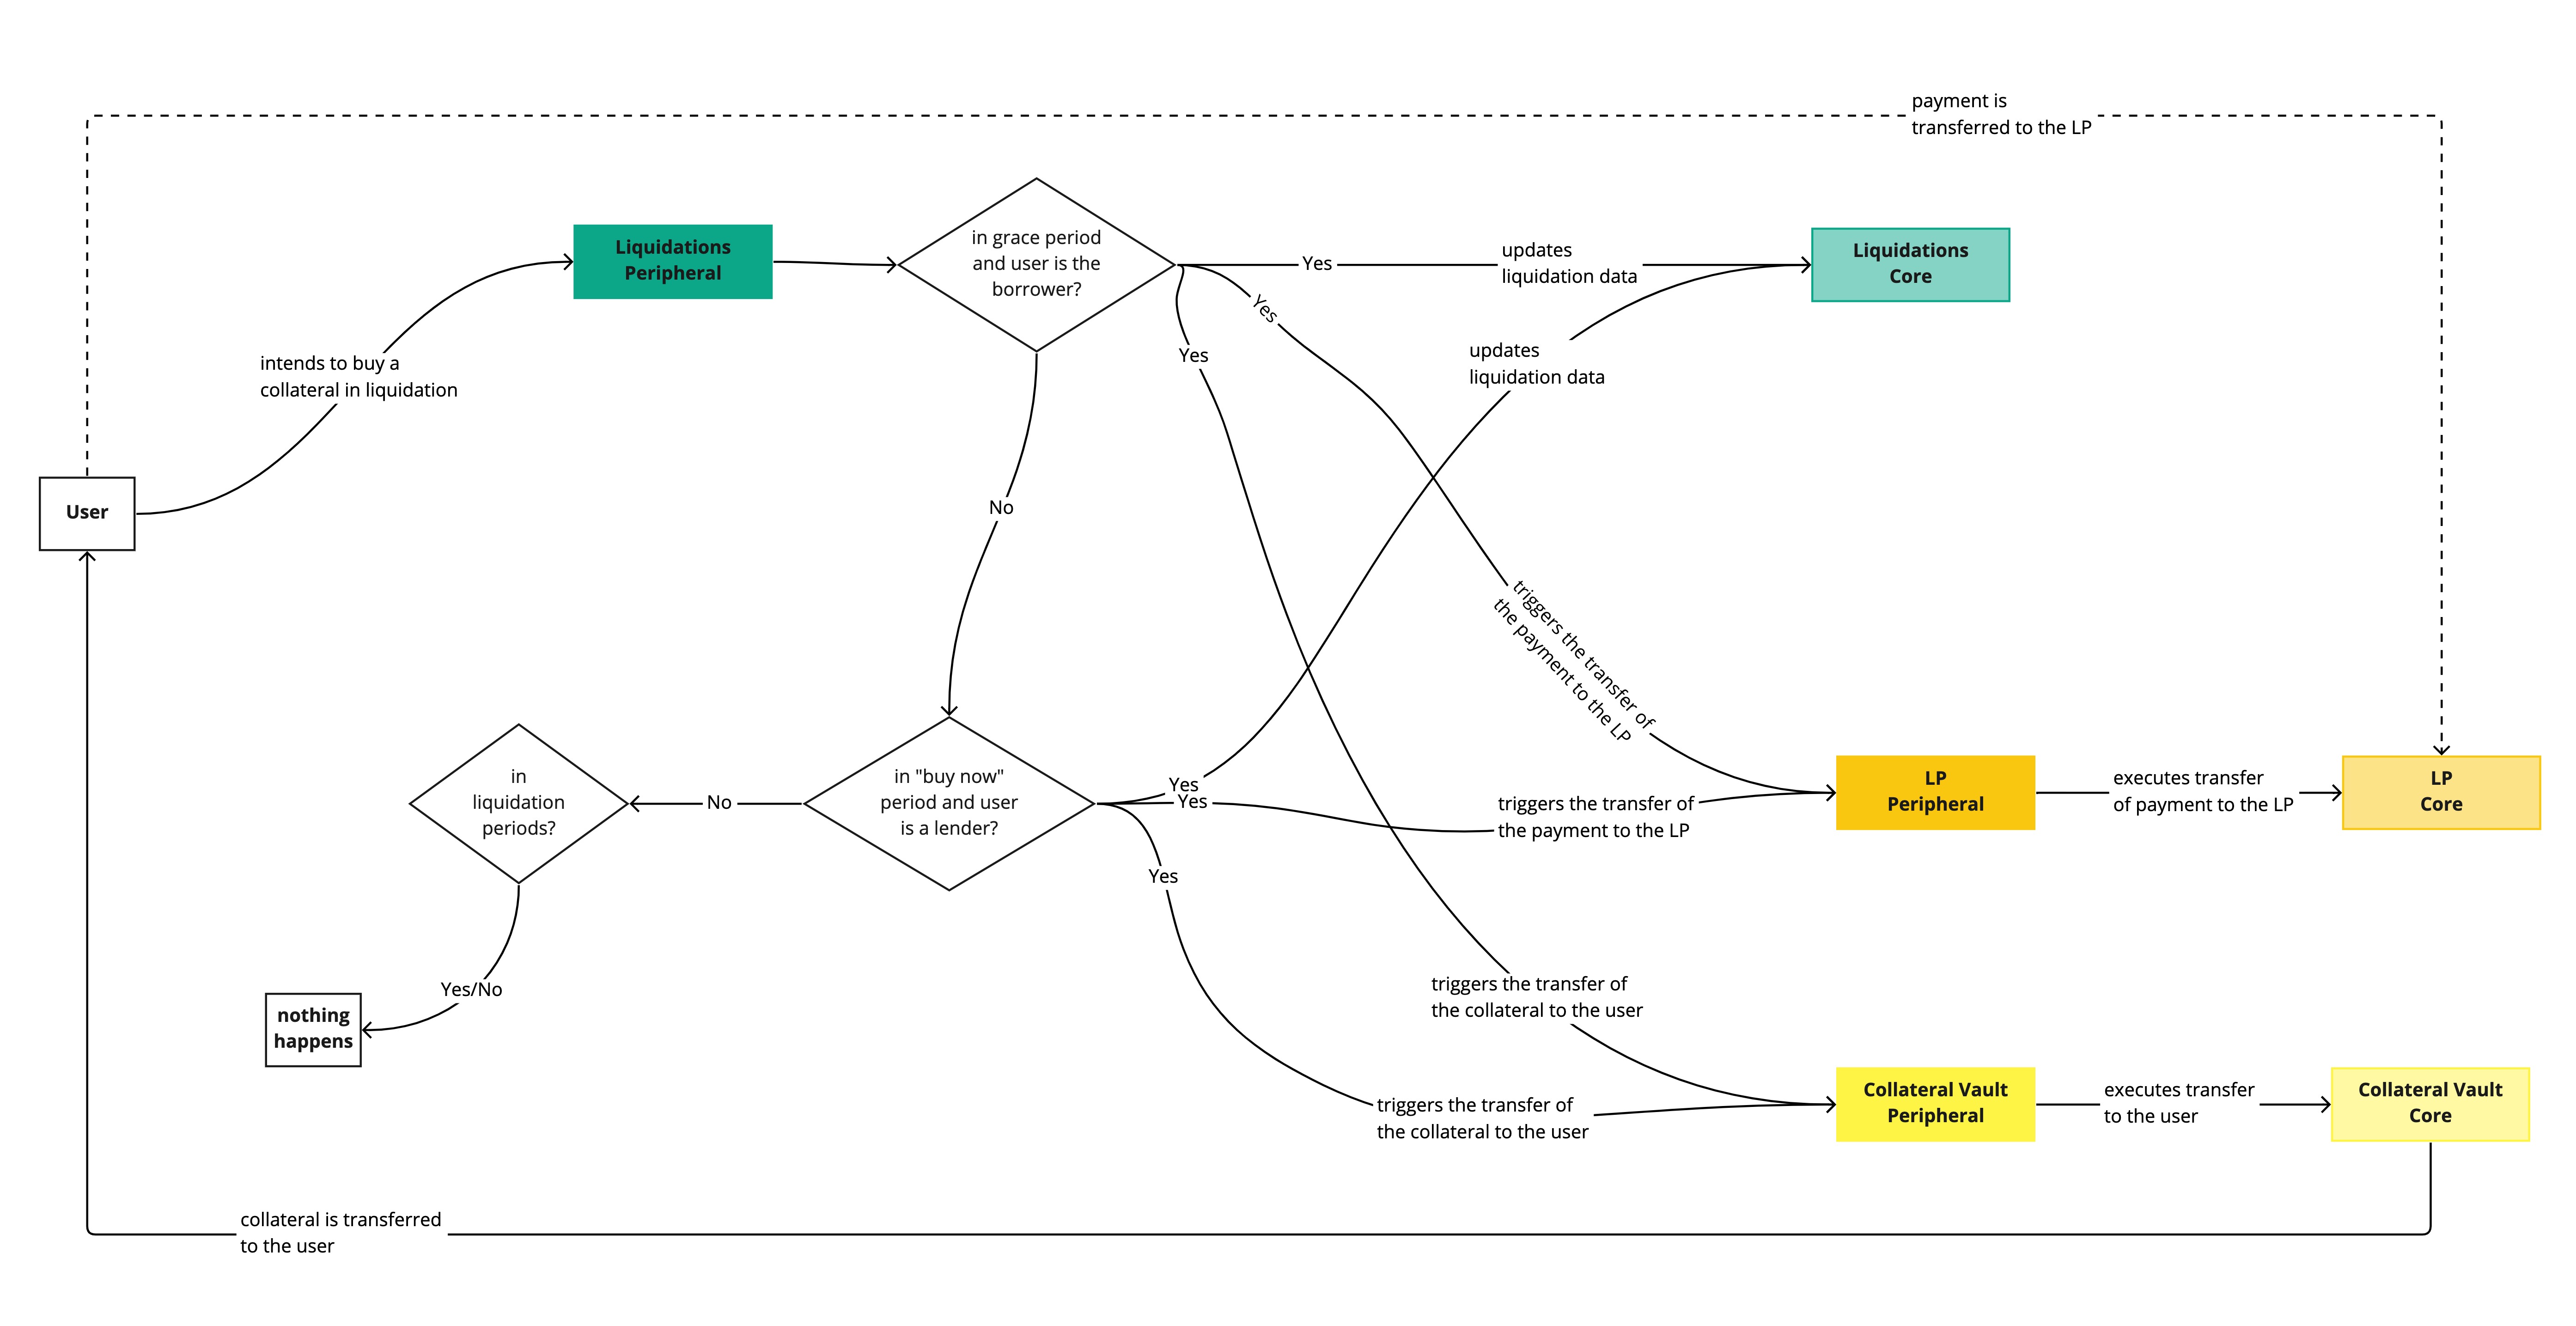 payment is
transferred to the LP
Liquidations
Peripheral
in grace period
and user is the
borrower?
Yes
updates
liquidation data
Liquidations
Core
Yes
Yes
updates
liquidation data
intends to buy a
collateral in liquidation
User
No
triggers the transfer of
the payment to the LP
in
liquidation
periods?
No
in "buy now"
period and user
is a lender?
Yes
Yes
triggers the transfer of
the payment to the LP
LP
Peripheral
executes transfer
of payment to the LP
LP
Core
Yes
Yes/No
nothing
happens
triggers the transfer of
the collateral to the user
triggers the transfer of
the collateral to the user
Collateral Vault
Peripheral
executes transfer
to the user
Collateral Vault
Core
collateral is transferred
to the user